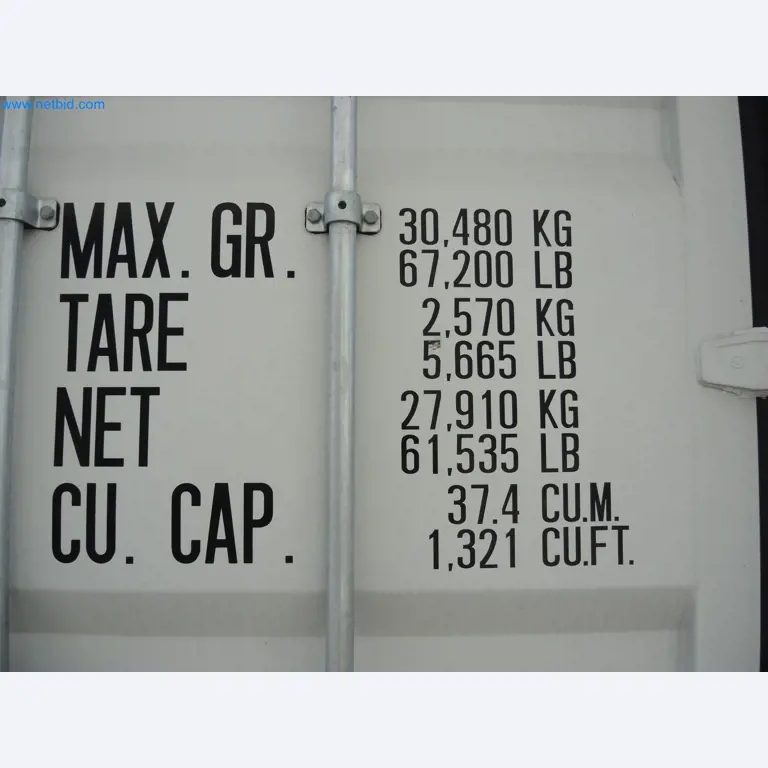 www.netbid.com
MAX. GR. 30,480 KG
67,200 LB
TARE 2,570 KG
5,665 LB
NET 27,910 KG
61,535 LB
CU. CAP. 37.4 CU.M.
1,321 CU.FT.